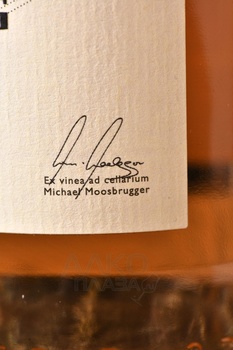 Ex vinea ad cellarium
Michael Moosbrugger